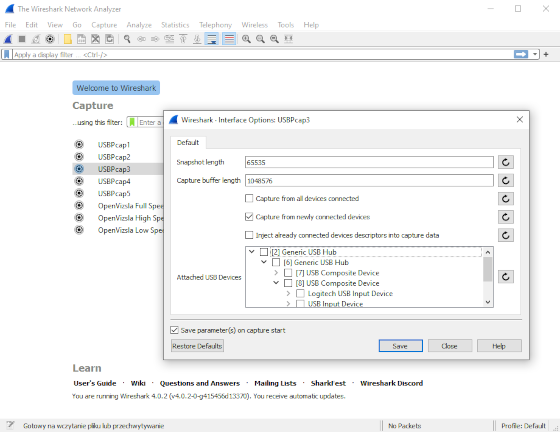 The Wireshark Network Analyzer
File Edit View Go Capture Analyze Statistics Telephony Wireless Tools Help
Apply a display filter ... <Ctrl-/>
Welcome to Wireshark
Capture
...using this filter: Enter a
USBPcap1
USBPcap2
USBPcap3
USBPcap4
USBPcap5
OpenVizsla Full Spee
OpenVizsla High Spe
OpenVizsla Low Spe
Wireshark · Interface Options: USBPcap3
Default
Snapshot length 65535
Capture buffer length 1048576
Capture from all devices connected
Capture from newly connected devices
Inject already connected devices descriptors into capture data
Attached USB Devices
[2] Generic USB Hub
[6] Generic USB Hub
[7] USB Composite Device
[8] USB Composite Device
Logitech USB Input Device
USB Input Device
Save parameter(s) on capture start
Restore Defaults Save Close Help
Learn
User's Guide · Wiki · Questions and Answers · Mailing Lists · SharkFest · Wireshark Discord
You are running Wireshark 4.0.2 (v4.0.2-0-g415456d13370). You receive automatic updates.
Gotowy na wczytanie pliku lub przechwytywanie No Packets Profile: Default